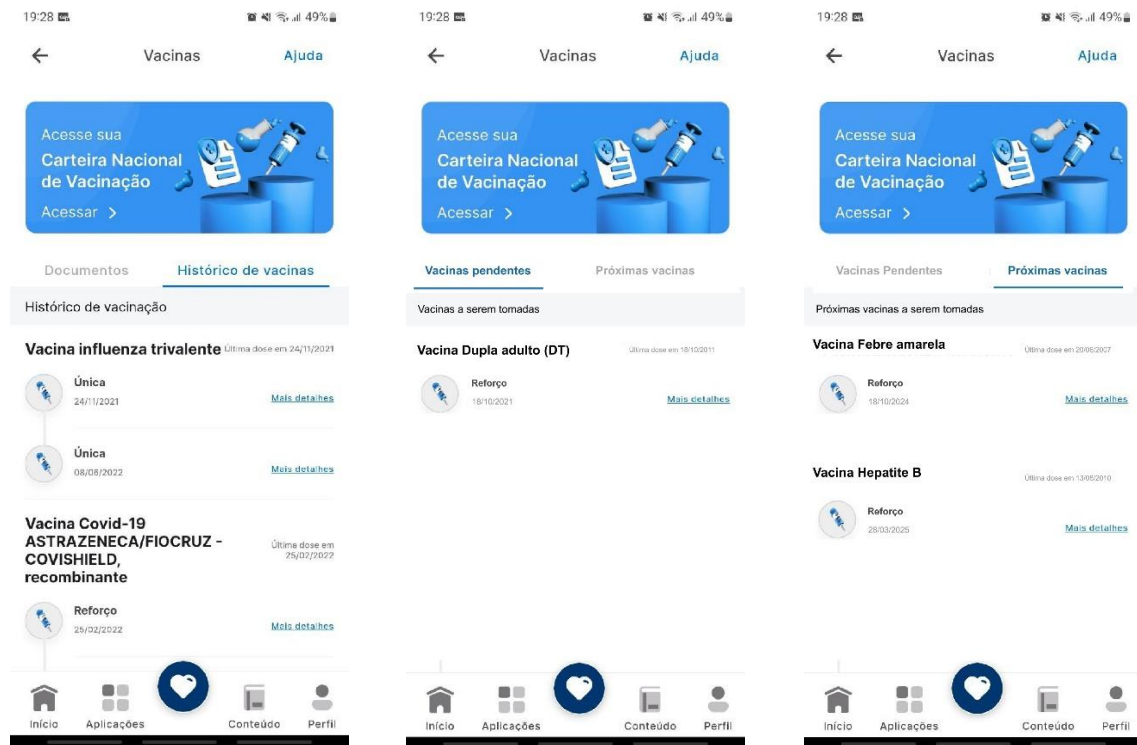 19:28
49%
Vacinas
Ajuda
Acesse sua
Carteira Nacional
de Vacinação
Acessar >
Documentos
Histórico de vacinas
Histórico de vacinação
Vacina influenza trivalente
Última dose em 24/11/2021
Única
24/11/2021
Mais detalhes
Única
08/06/2022
Mais detalhes
Vacina Covid-19
ASTRAZENECA/FIOCRUZ -
COVISHIELD,
recombinante
Última dose em
25/02/2022
Reforço
25/02/2022
Mais detalhes
Início
Aplicações
Conteúdo
Perfil
19:28
49%
Vacinas
Ajuda
Acesse sua
Carteira Nacional
de Vacinação
Acessar >
Vacinas pendentes
Próximas vacinas
Vacinas a serem tomadas
Vacina Dupla adulto (DT)
Última dose em 18/10/2011
Reforço
18/10/2021
Mais detalhes
Início
Aplicações
Conteúdo
Perfil
19:28
49%
Vacinas
Ajuda
Acesse sua
Carteira Nacional
de Vacinação
Acessar >
Vacinas Pendentes
Próximas vacinas
Próximas vacinas a serem tomadas
Vacina Febre amarela
Última dose em 20/06/2007
Reforço
18/10/2024
Mais detalhes
Vacina Hepatite B
Última dose em 13/06/2010
Reforço
28/03/2025
Mais detalhes
Início
Aplicações
Conteúdo
Perfil